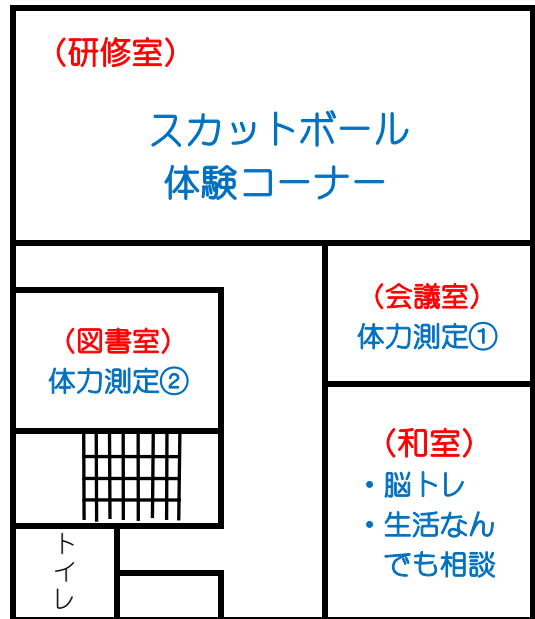 （研修室）
スカットボール
体験コーナー
（会議室）
体力測定①
（図書室）
体力測定②
（和室）
・脳トレ
・生活なん
でも相談
トイレ